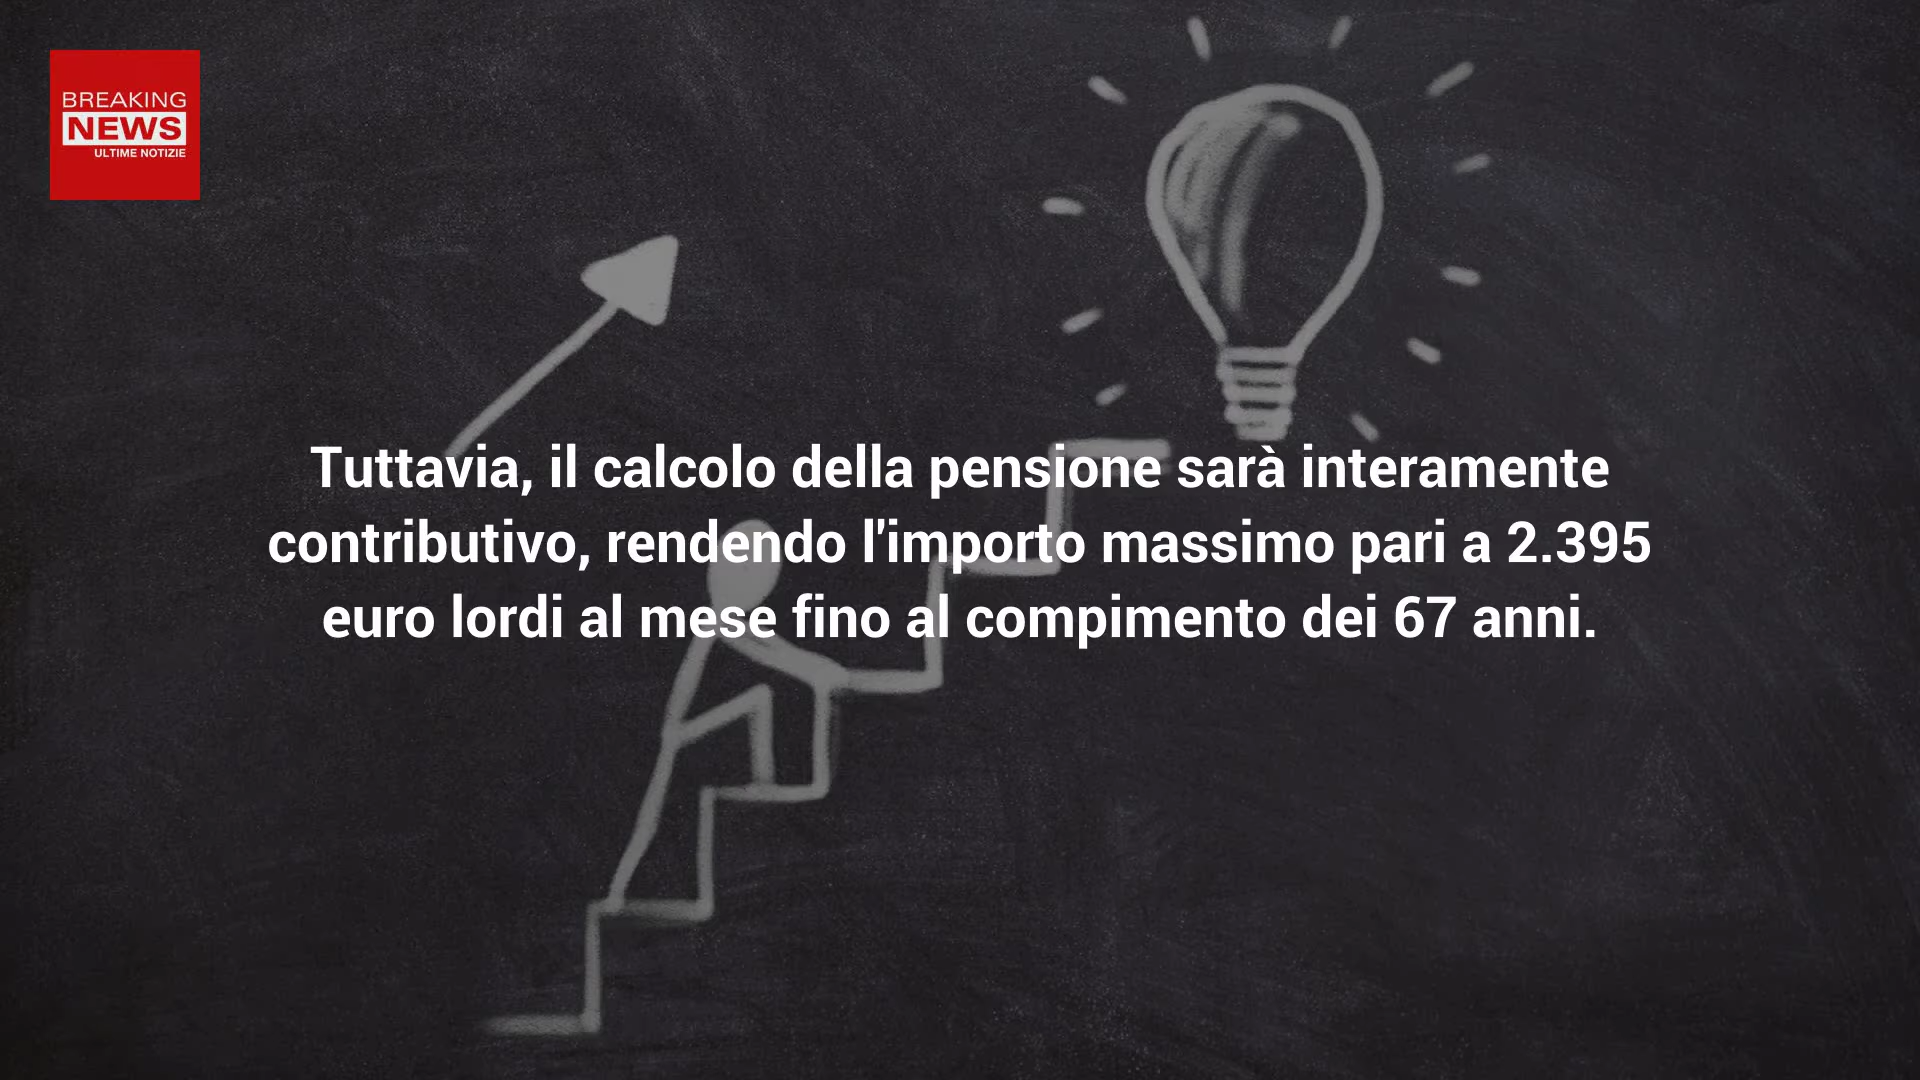 BREAKING
NEWS
ULTIME NOTIZIE
Tuttavia, il calcolo della pensione sarà interamente
contributivo, rendendo l'importo massimo pari a 2.395
euro lordi al mese fino al compimento dei 67 anni.